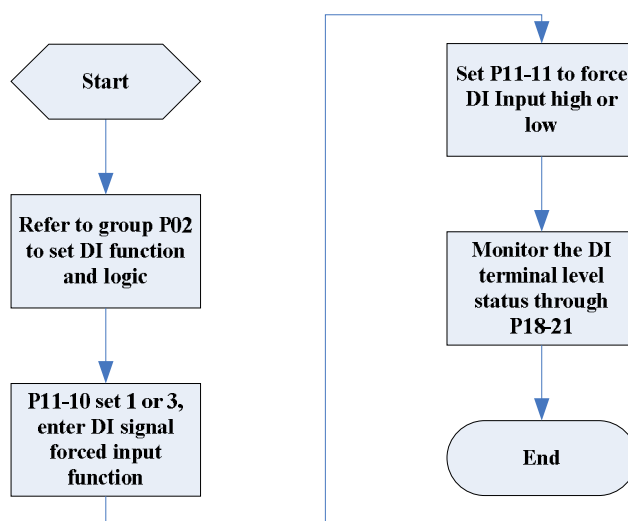 Start
Refer to group P02
to set DI function
and logic
P11-10 set 1 or 3,
enter DI signal
forced input
function
Set P11-11 to force
DI Input high or
low
Monitor the DI
terminal level
status through
P18-21
End